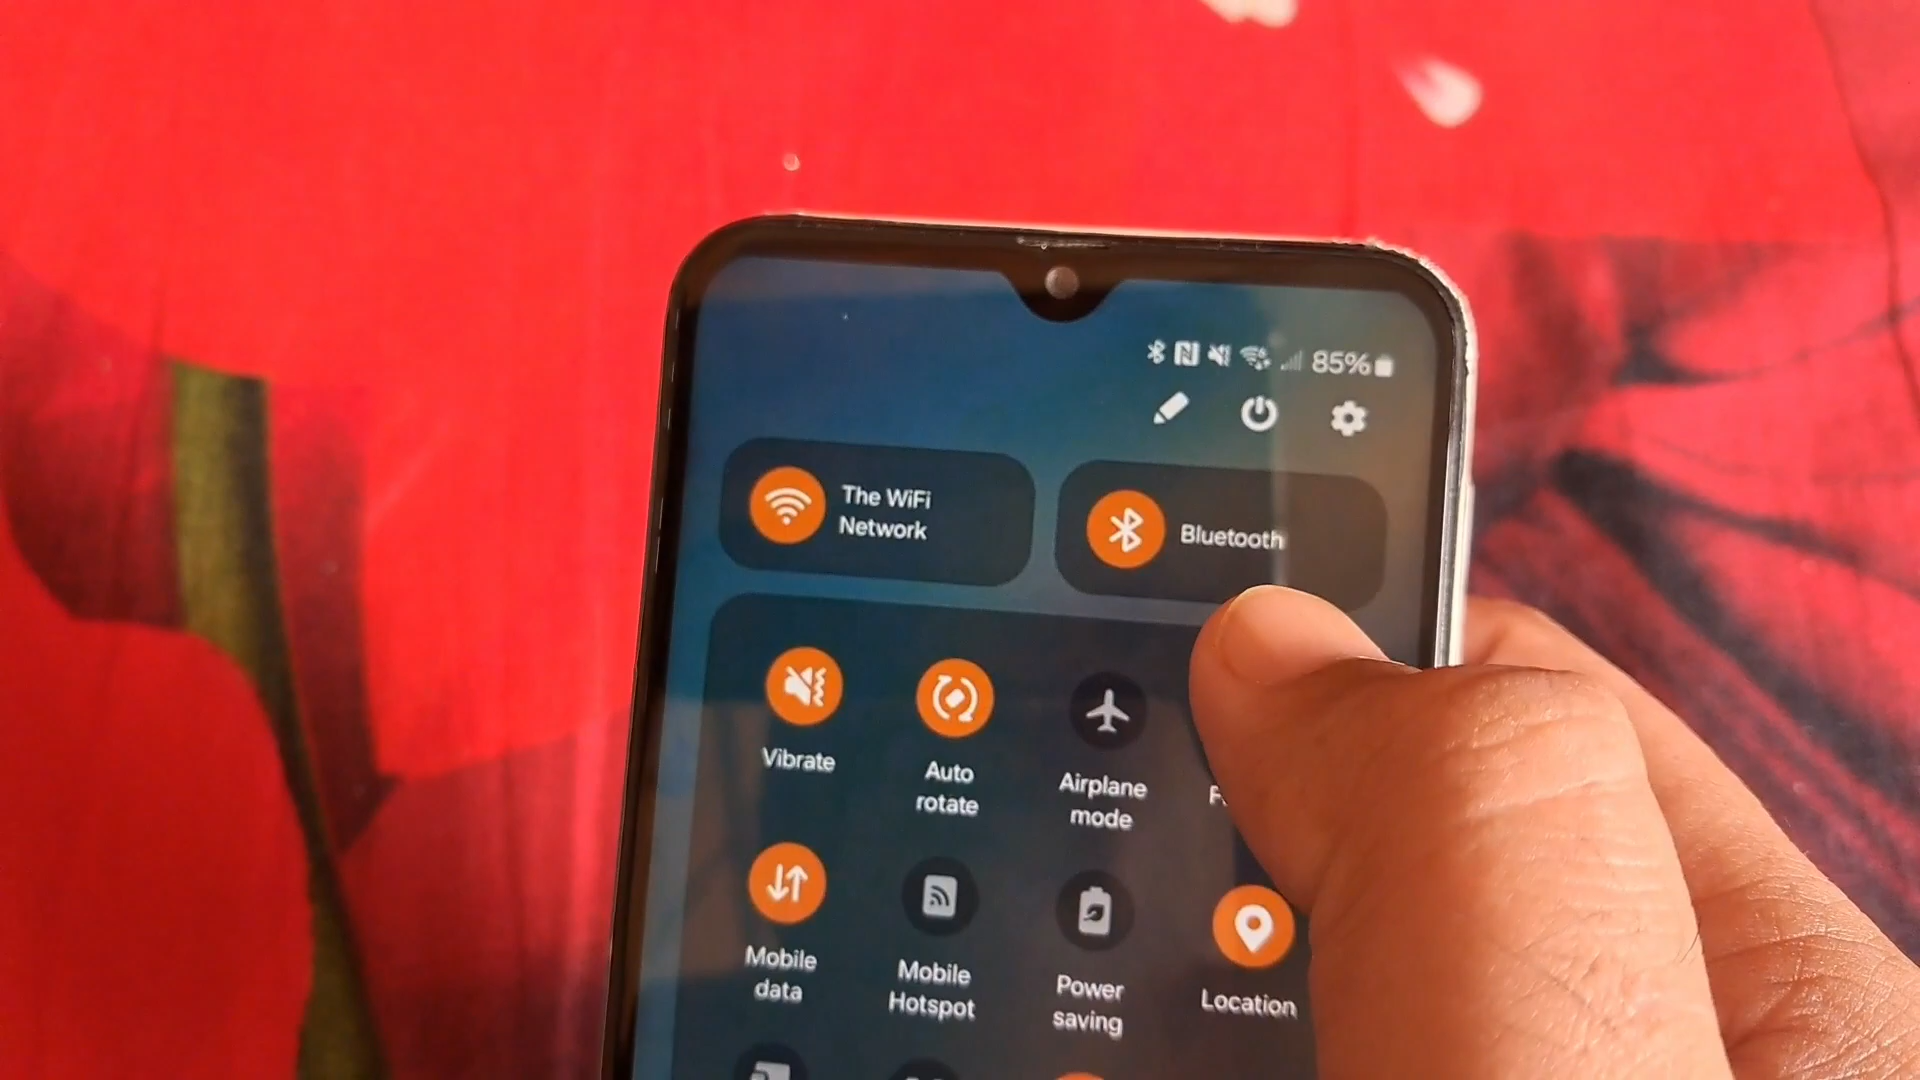 85%
The WiFi
Network
Bluetooth
Vibrate
Auto
rotate
Airplane
mode
Mobile
data
Mobile
Hotspot
Power
saving
Location